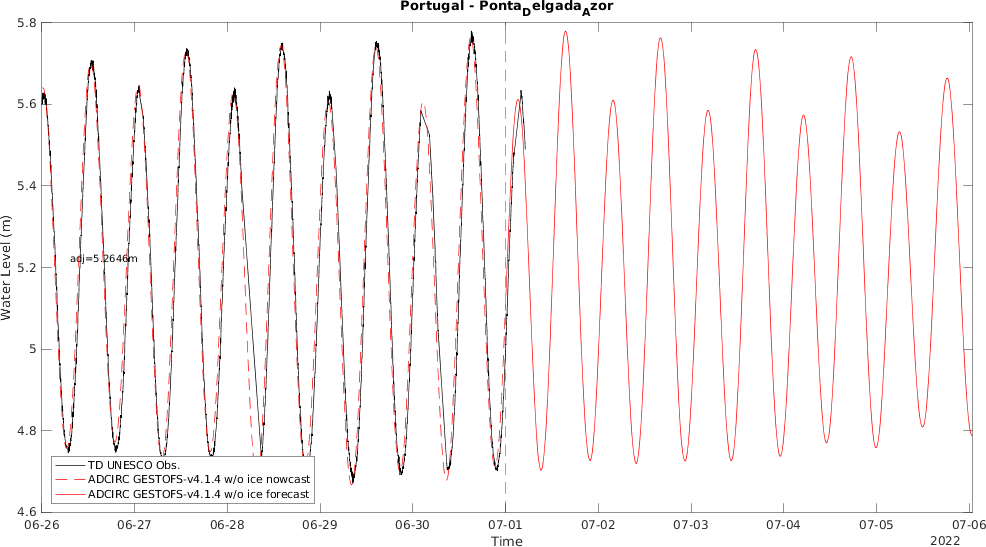 Portugal - PontaDelgadaAzor
Water Level (m)
5.8
5.6
5.4
5.2
5
4.8
4.6
adj=5.2646m
TD UNESCO Obs.
ADCIRC GESTOFS-v4.1.4 w/o ice nowcast
ADCIRC GESTOFS-v4.1.4 w/o ice forecast
06-26 06-27 06-28 06-29 06-30 07-01 07-02 07-03 07-04 07-05 07-06
Time
2022